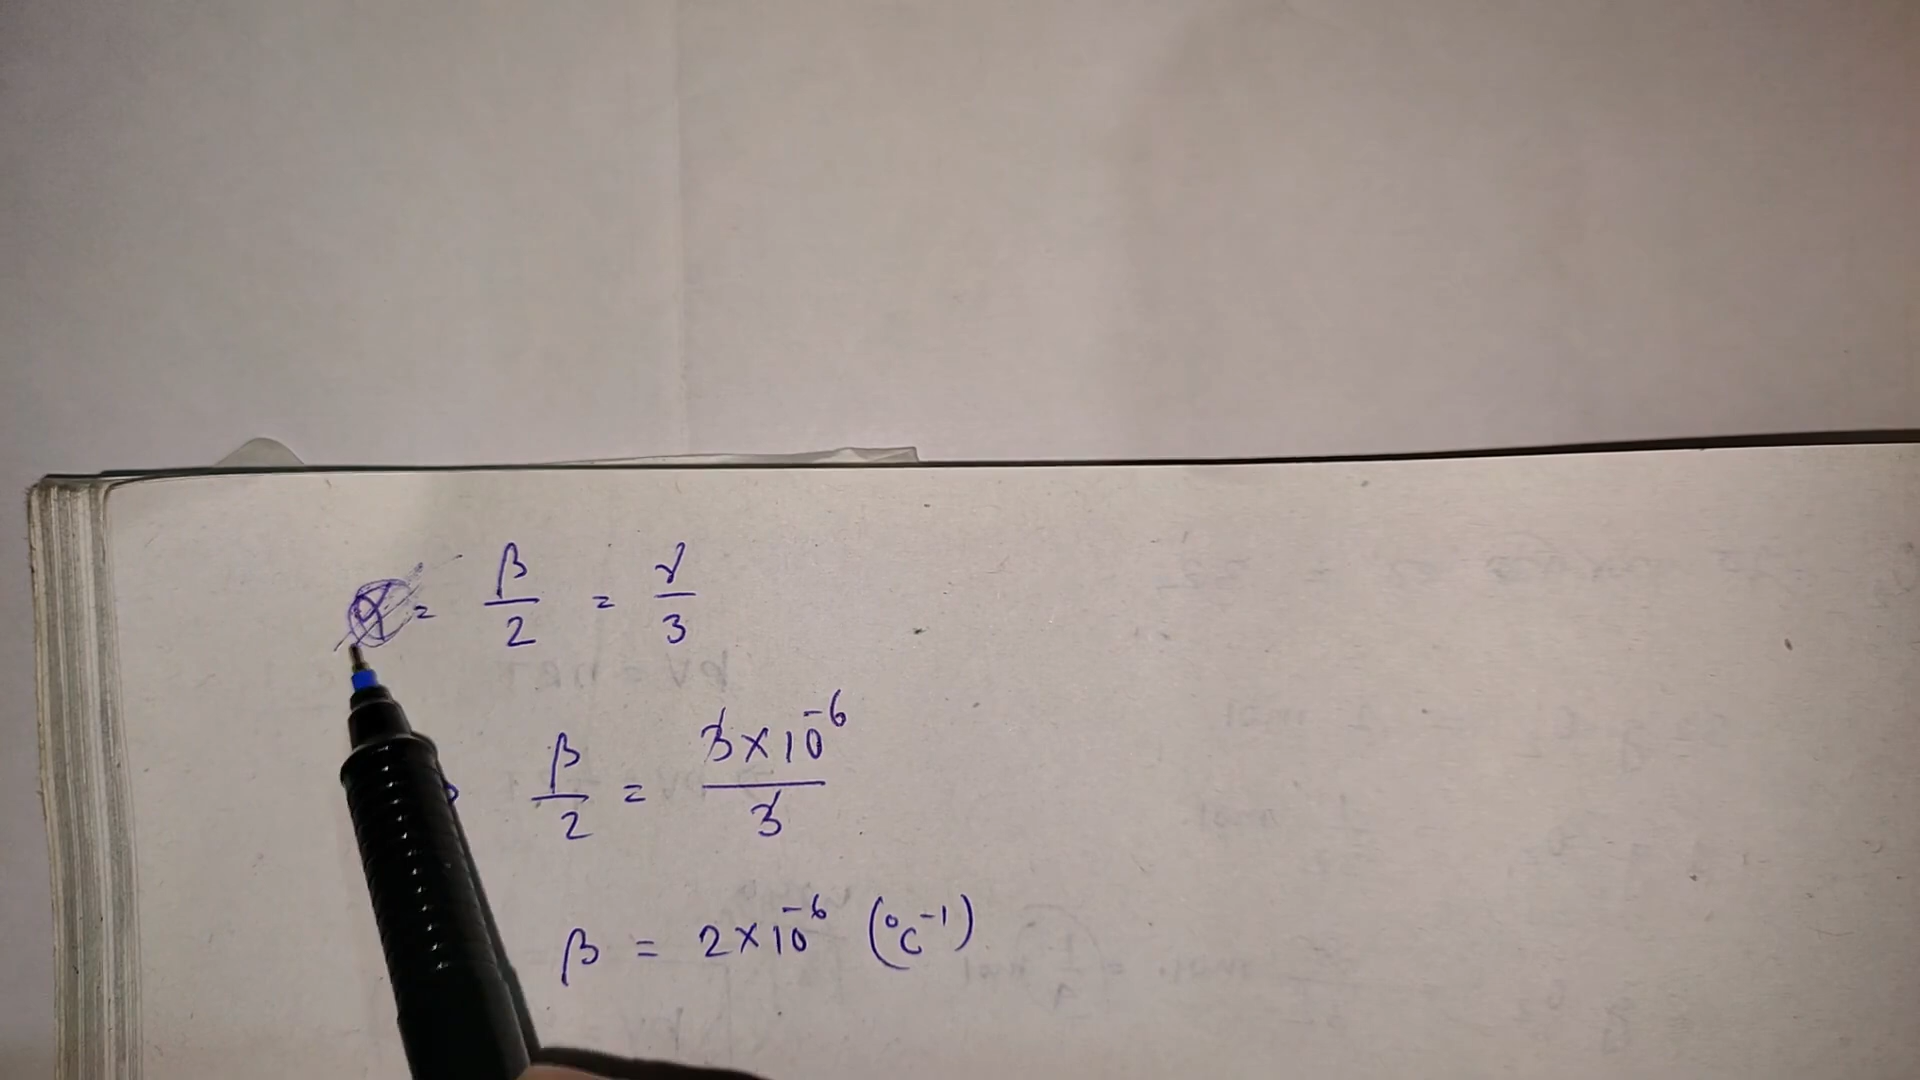 = β/2 = γ/3
β/2 = 3×10⁻⁶/3
β = 2×10⁻⁶ (°C⁻¹)